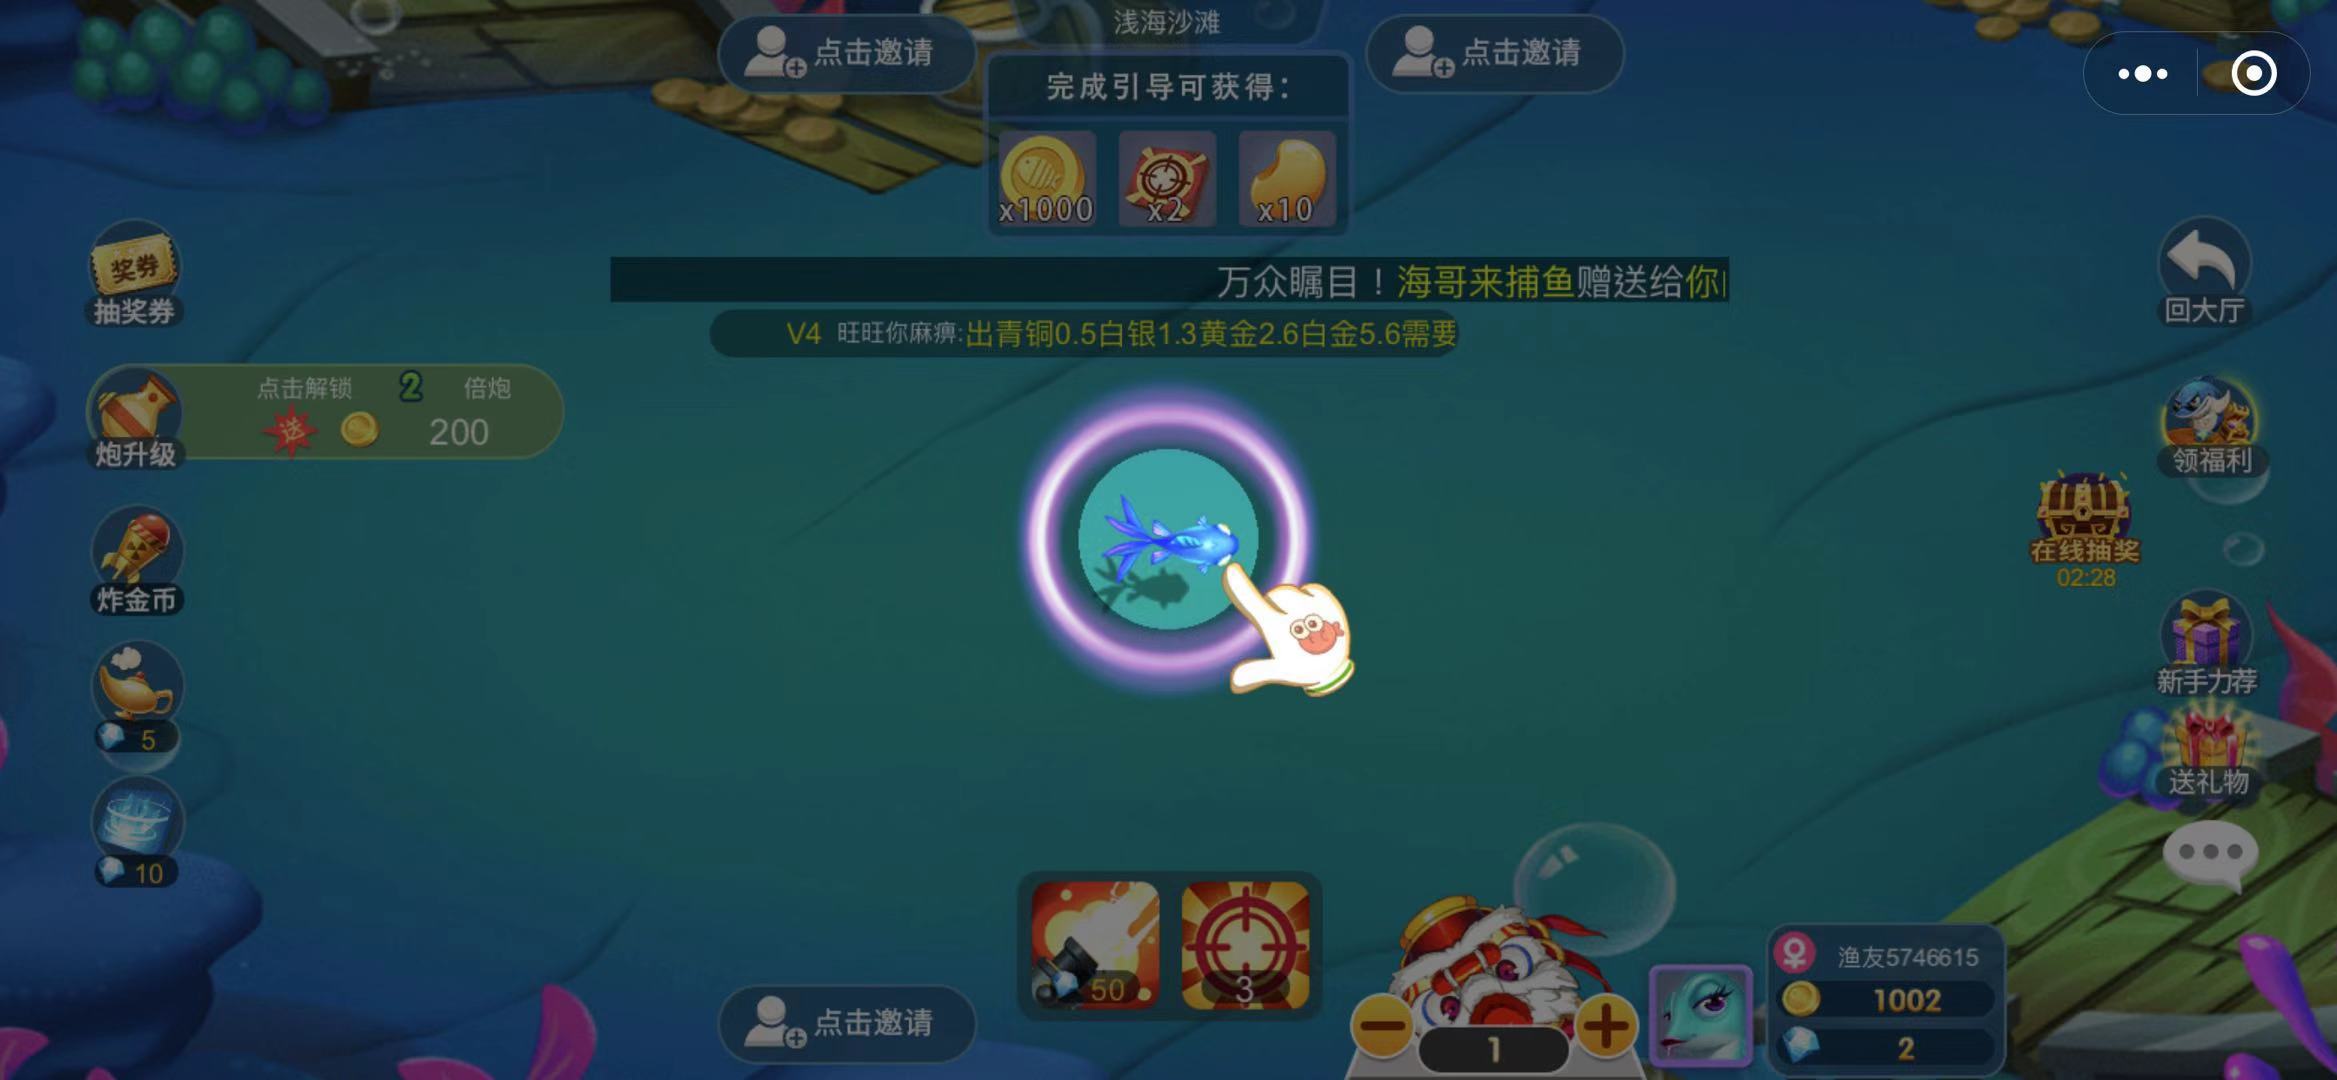 浅海沙滩
点击邀请
点击邀请
完成引导可获得：
x1000
x2
x10
万众瞩目！海哥来捕鱼赠送给你
V4 旺旺你麻痹:出青铜0.5白银1.3黄金2.6白金5.6需要
奖券
抽奖券
回大厅
点击解锁 2 倍炮
送 200
炮升级
领福利
在线抽奖
02:28
炸金币
新手力荐
5
送礼物
10
50
3
点击邀请
1
渔友5746615
1002
2